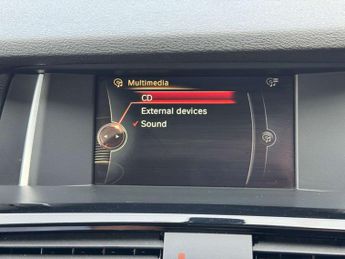 Multimedia
CD
External devices
Sound